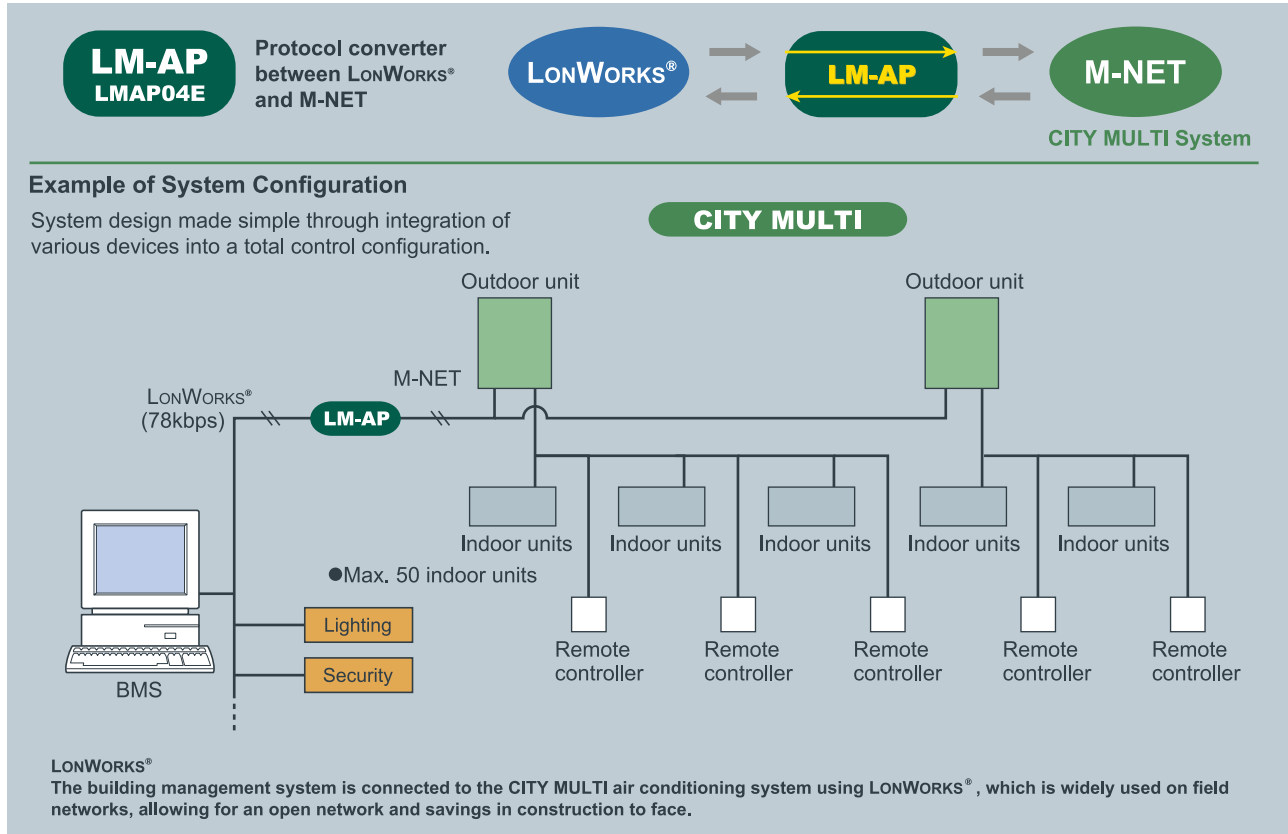 LM-AP
LMAP04E
Protocol converter
between LONWORKS®
and M-NET
LONWORKS®
LM-AP
M-NET
CITY MULTI System
Example of System Configuration
System design made simple through integration of
various devices into a total control configuration.
CITY MULTI
Outdoor unit
Outdoor unit
M-NET
LONWORKS®
(78kbps)
LM-AP
Indoor units
Indoor units
Indoor units
Indoor units
Indoor units
●Max. 50 indoor units
Lighting
Security
BMS
Remote
controller
Remote
controller
Remote
controller
Remote
controller
Remote
controller
LONWORKS®
The building management system is connected to the CITY MULTI air conditioning system using LONWORKS® , which is widely used on field
networks, allowing for an open network and savings in construction to face.